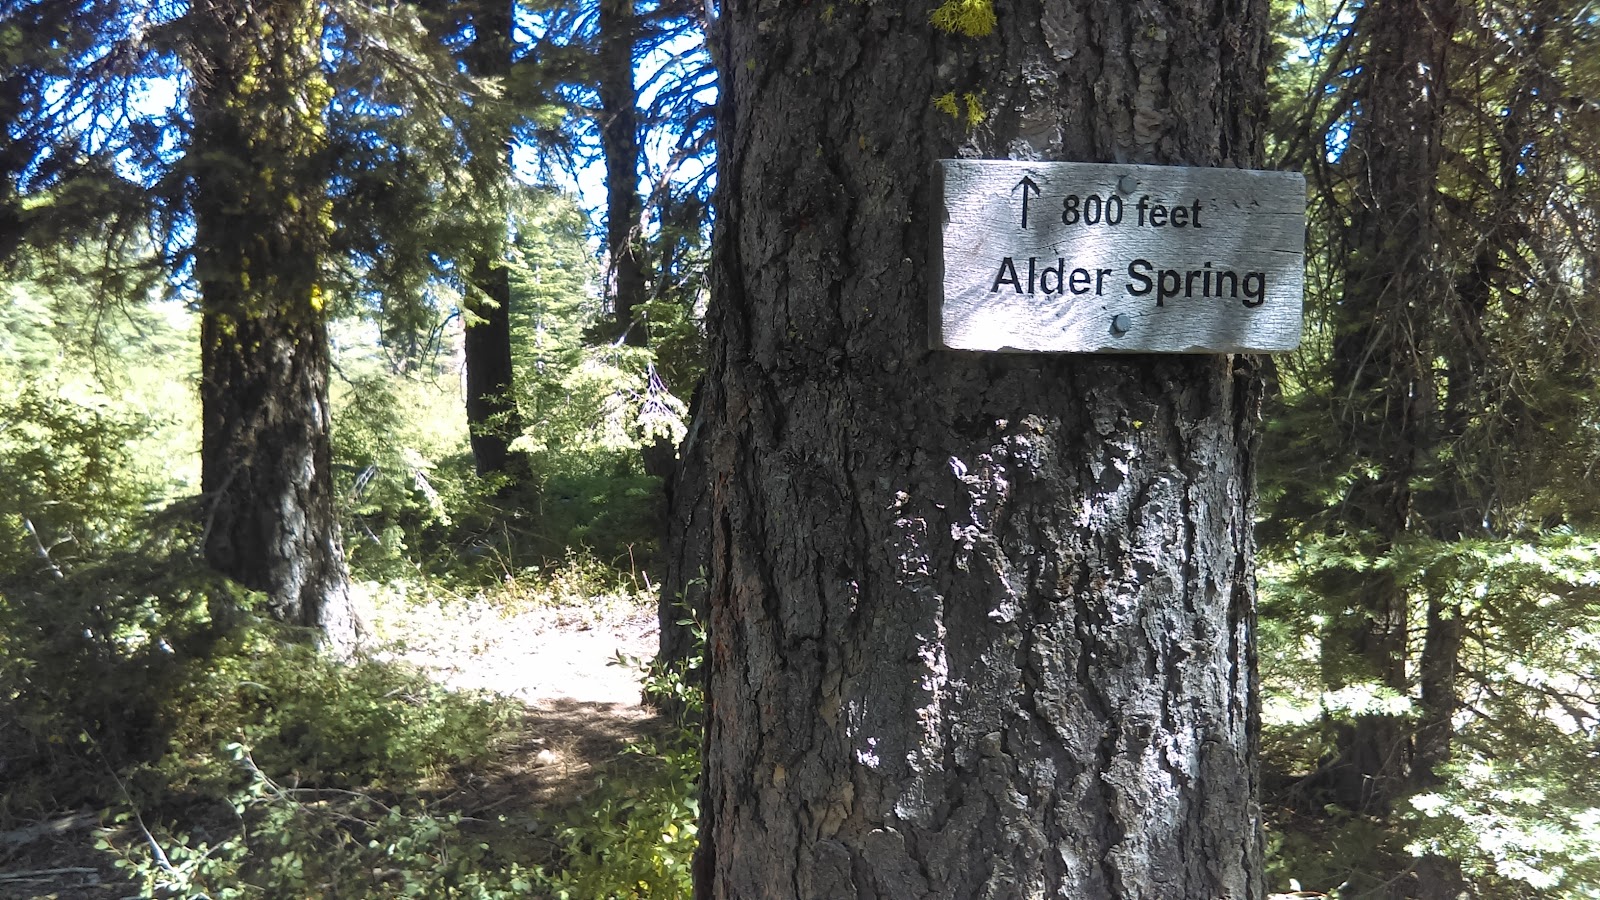 ↑ 800 feet
Alder Spring